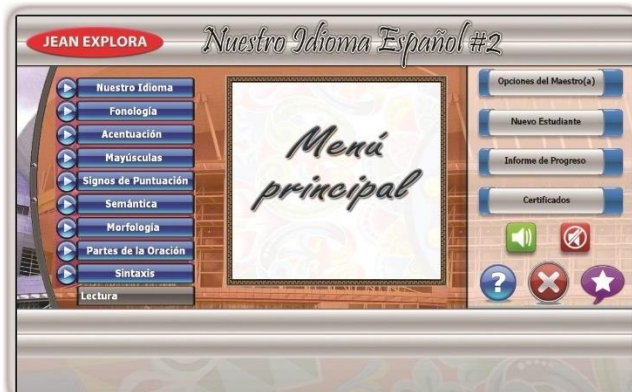 JEAN EXPLORA
Nuestro Idioma Español #2
Nuestro Idioma
Fonología
Acentuación
Mayúsculas
Signos de Puntuación
Semántica
Morfología
Partes de la Oración
Sintaxis
Lectura
Menú
principal
Opciones del Maestro(a)
Nuevo Estudiante
Informe de Progreso
Certificados
?